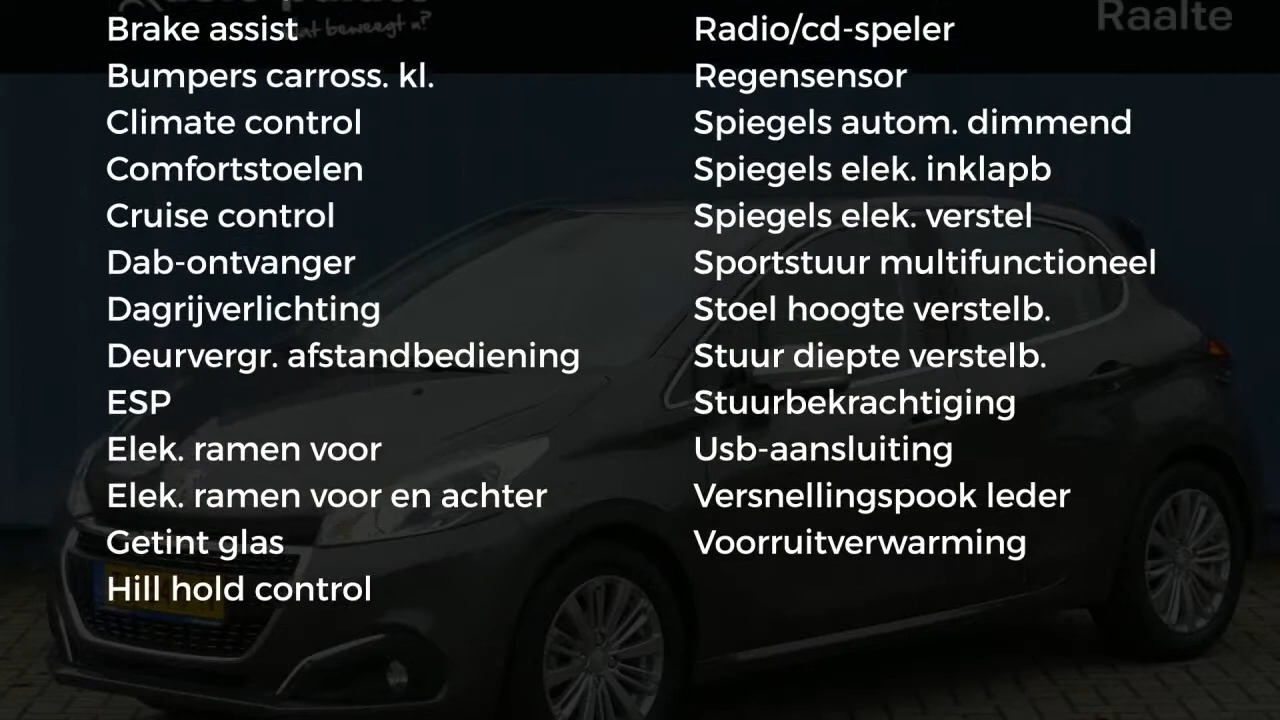 at beweegt u?
Raalte
Brake assist
Bumpers carross. kl.
Climate control
Comfortstoelen
Cruise control
Dab-ontvanger
Dagrijverlichting
Deurvergr. afstandbediening
ESP
Elek. ramen voor
Elek. ramen voor en achter
Getint glas
Hill hold control
Radio/cd-speler
Regensensor
Spiegels autom. dimmend
Spiegels elek. inklapb
Spiegels elek. verstel
Sportstuur multifunctioneel
Stoel hoogte verstelb.
Stuur diepte verstelb.
Stuurbekrachtiging
Usb-aansluiting
Versnellingspook leder
Voorruitverwarming